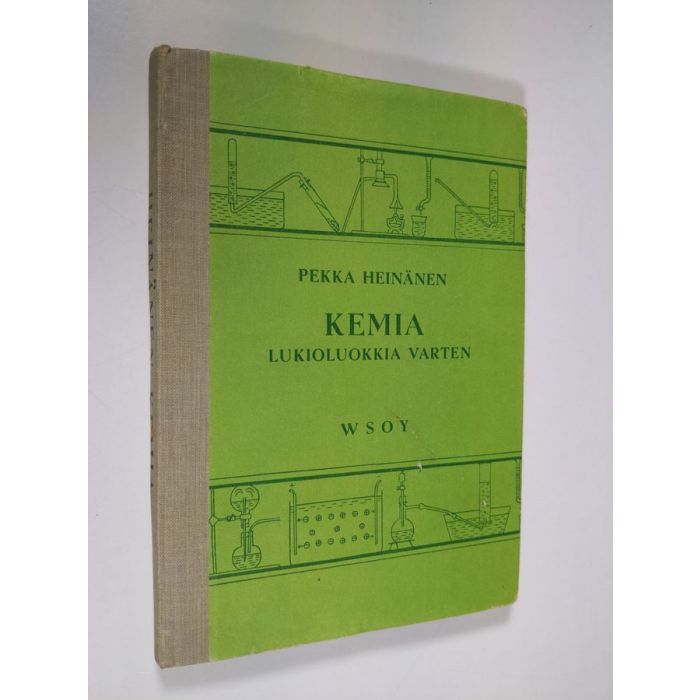 PEKKA HEINÄNEN
KEMIA
LUKIOLUOKKIA VARTEN
WSOY